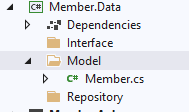 C# Member.Data
Dependencies
Interface
Model
C# Member.cs
Repository